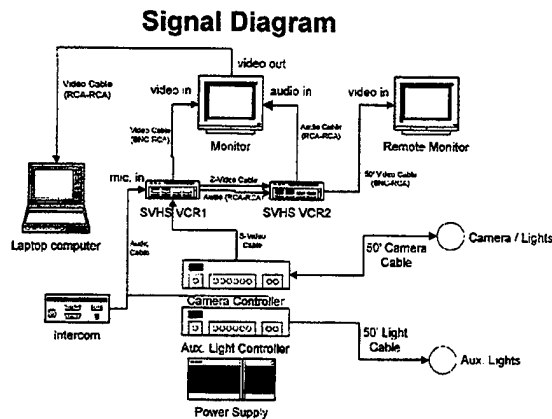 Signal Diagram
video out
Video Cable
(RCA-RCA)
video in
audio in
video in
Video Cable
(BNC-RCA)
Audio Cable
(RCA-RCA)
Monitor
Remote Monitor
mic. in
S-Video Cable
Audio (RCA-RCA)
50' Video Cable
(BNC-RCA)
SVHS VCR1
SVHS VCR2
Laptop computer
Audio
Cable
S-Video
Cable
50' Camera
Cable
Camera / Lights
Camera Controller
Intercom
Aux. Light Controller
50' Light
Cable
Aux. Lights
Power Supply